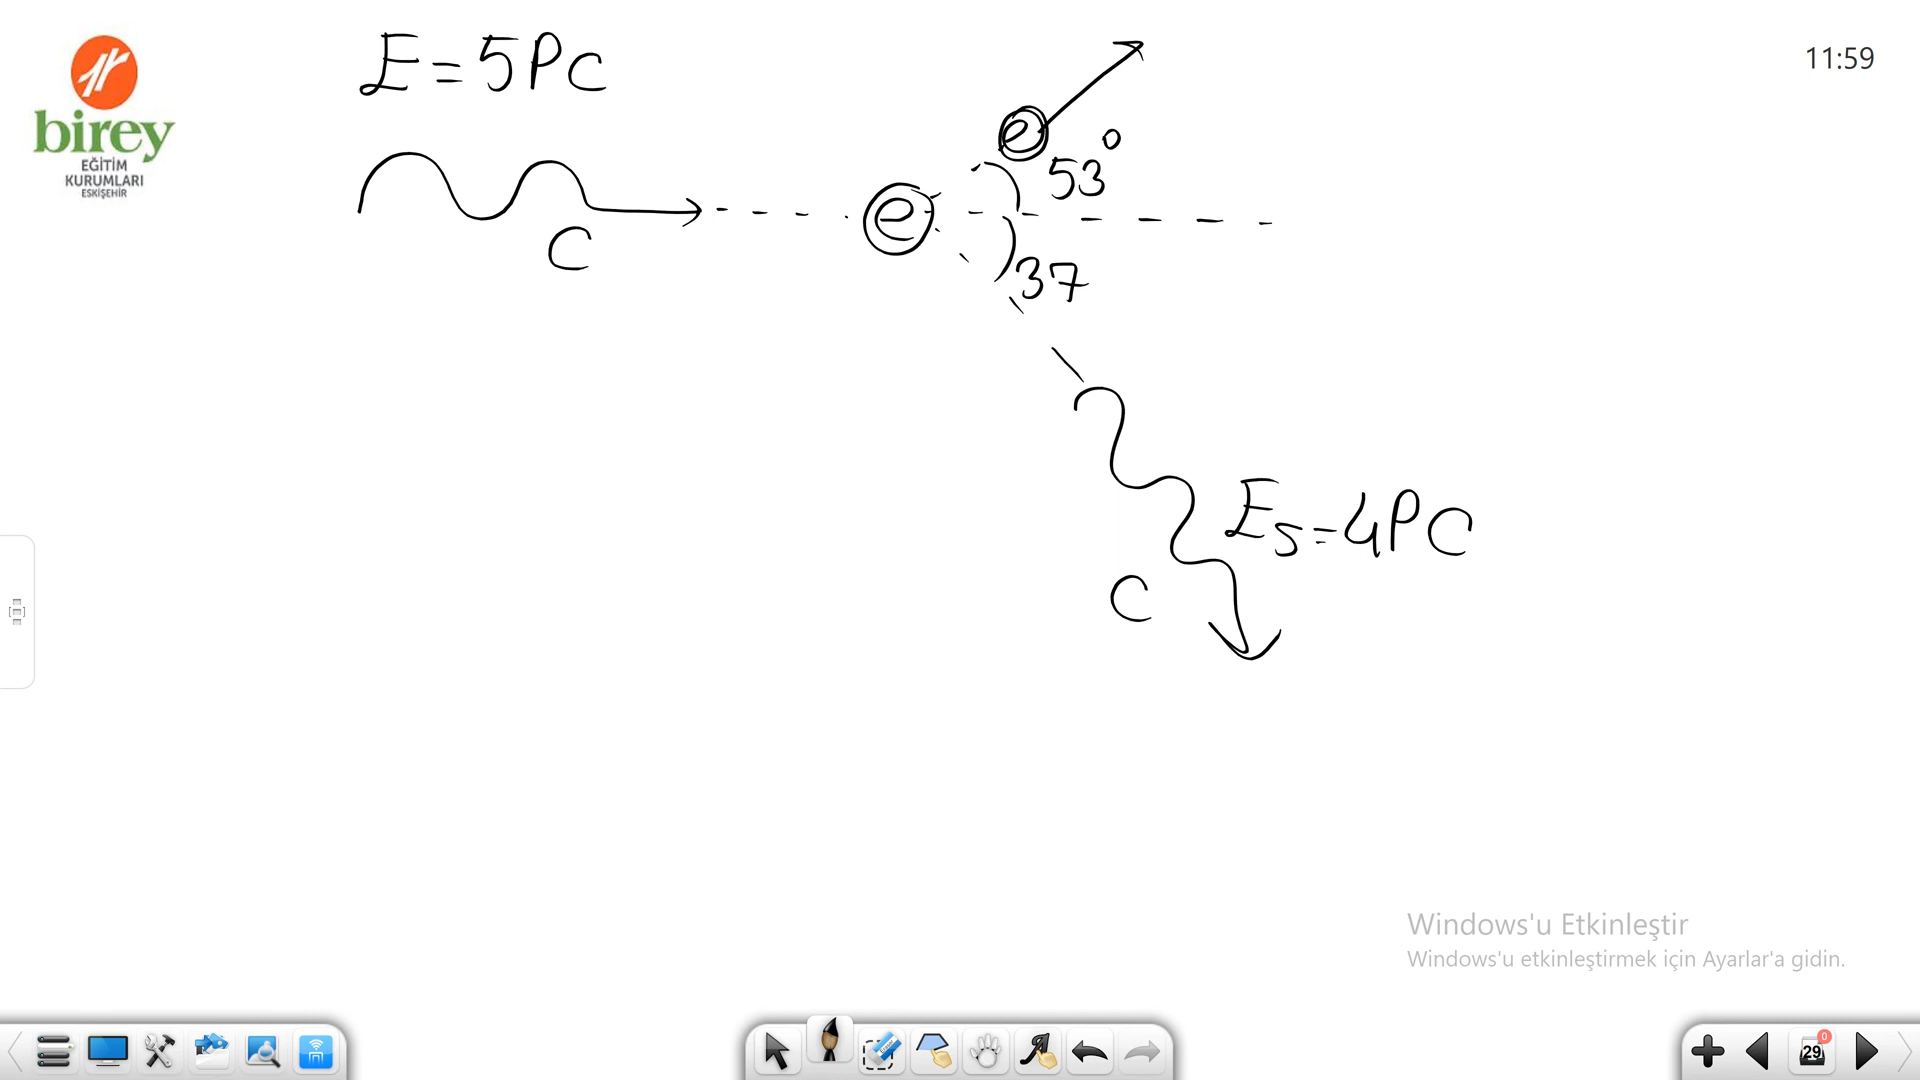 E = 5PC
11:59
birey
EĞİTİM
KURUMLARI
ESKİŞEHİR
e
53°
C
e
37
Es = 4PC
C
Windows'u Etkinleştir
Windows'u etkinleştirmek için Ayarlar'a gidin.
29
0